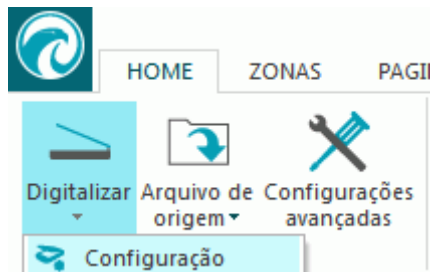 HOME ZONAS PAGI
Digitalizar Arquivo de Configurações
origem avançadas
Configuração